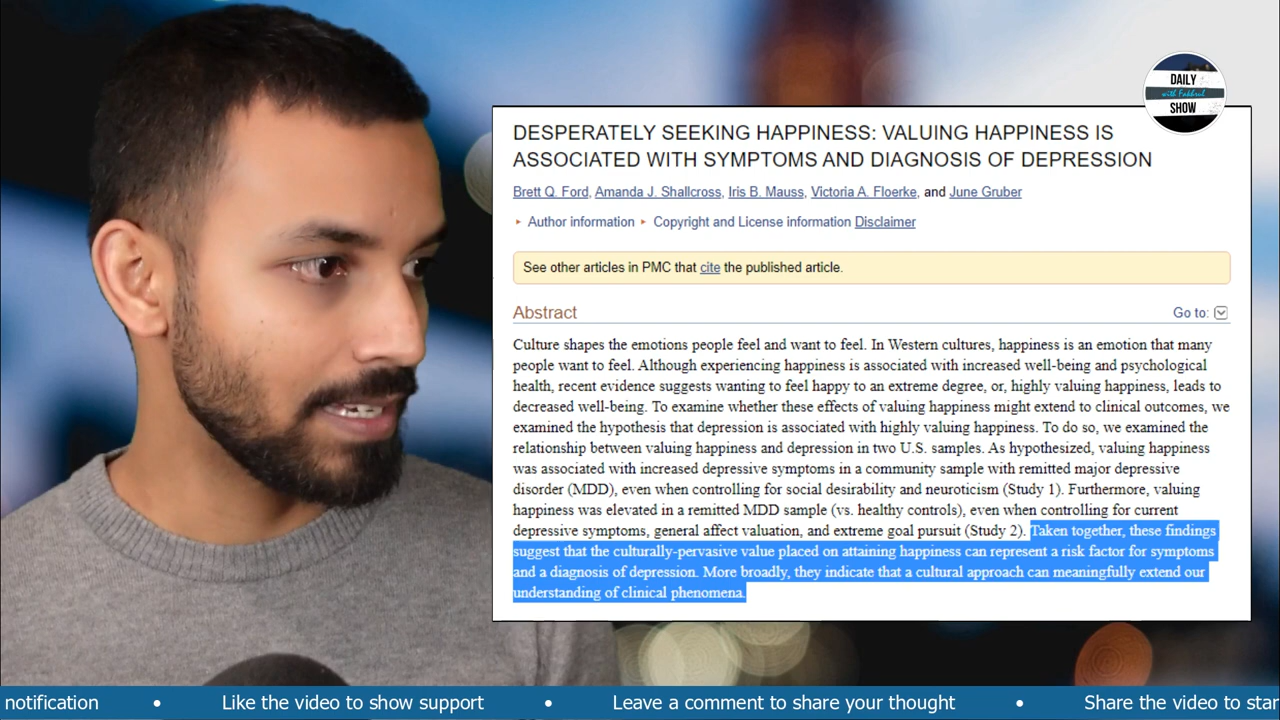 DAILY
with Fakhrul
SHOW
DESPERATELY SEEKING HAPPINESS: VALUING HAPPINESS IS
ASSOCIATED WITH SYMPTOMS AND DIAGNOSIS OF DEPRESSION
Brett Q. Ford, Amanda J. Shallcross, Iris B. Mauss, Victoria A. Floerke, and June Gruber
Author information Copyright and License information Disclaimer
See other articles in PMC that cite the published article.
Abstract Go to:
Culture shapes the emotions people feel and want to feel. In Western cultures, happiness is an emotion that many
people want to feel. Although experiencing happiness is associated with increased well-being and psychological
health, recent evidence suggests wanting to feel happy to an extreme degree, or, highly valuing happiness, leads to
decreased well-being. To examine whether these effects of valuing happiness might extend to clinical outcomes, we
examined the hypothesis that depression is associated with highly valuing happiness. To do so, we examined the
relationship between valuing happiness and depression in two U.S. samples. As hypothesized, valuing happiness
was associated with increased depressive symptoms in a community sample with remitted major depressive
disorder (MDD), even when controlling for social desirability and neuroticism (Study 1). Furthermore, valuing
happiness was elevated in a remitted MDD sample (vs. healthy controls), even when controlling for current
depressive symptoms, general affect valuation, and extreme goal pursuit (Study 2). Taken together, these findings
suggest that the culturally-pervasive value placed on attaining happiness can represent a risk factor for symptoms
and a diagnosis of depression. More broadly, they indicate that a cultural approach can meaningfully extend our
understanding of clinical phenomena.
notification • Like the video to show support • Leave a comment to share your thought • Share the video to star